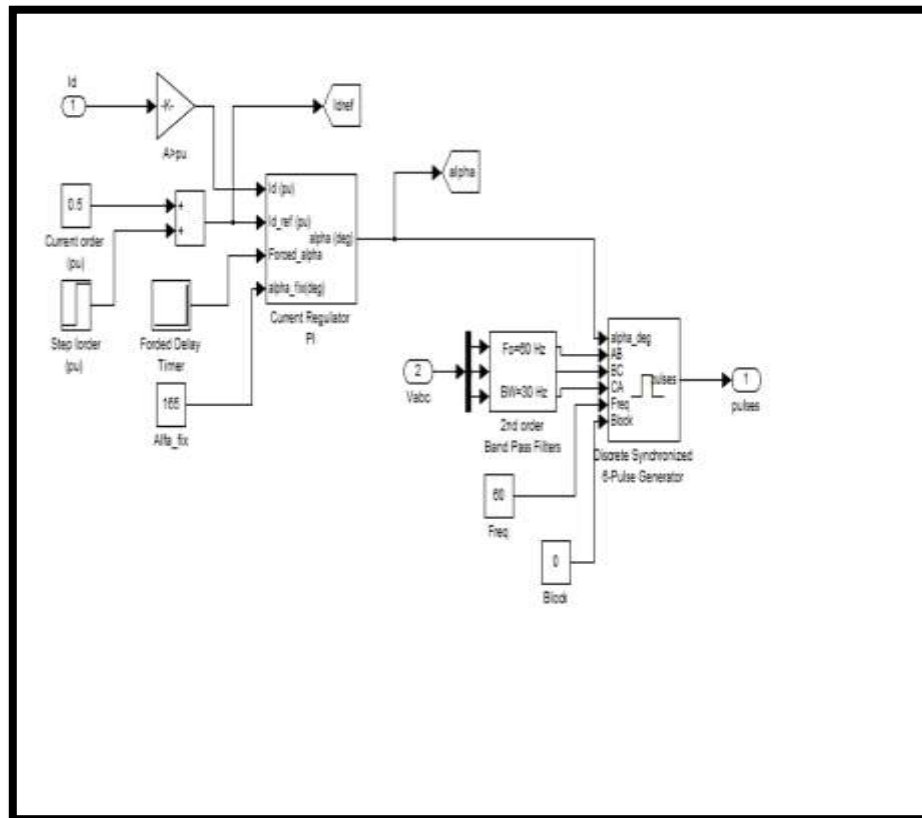 Id
1
-K-
A>pu
Idref
alpha
0.5
Current order
(pu)
+
+
Id (pu)
Id_ref (pu)
alpha (deg)
Forced_alpha
alpha_fix(deg)
Current Regulator
PI
Step Iorder
(pu)
Forded Delay
Timer
165
Alfa_fix
2
Vabc
Fo=60 Hz
BW=30 Hz
2nd order
Band Pass Filters
alpha_deg
AB
BC
pulses
CA
Freq
Block
Discrete Synchronized
6-Pulse Generator
1
pulses
60
Freq
0
Block